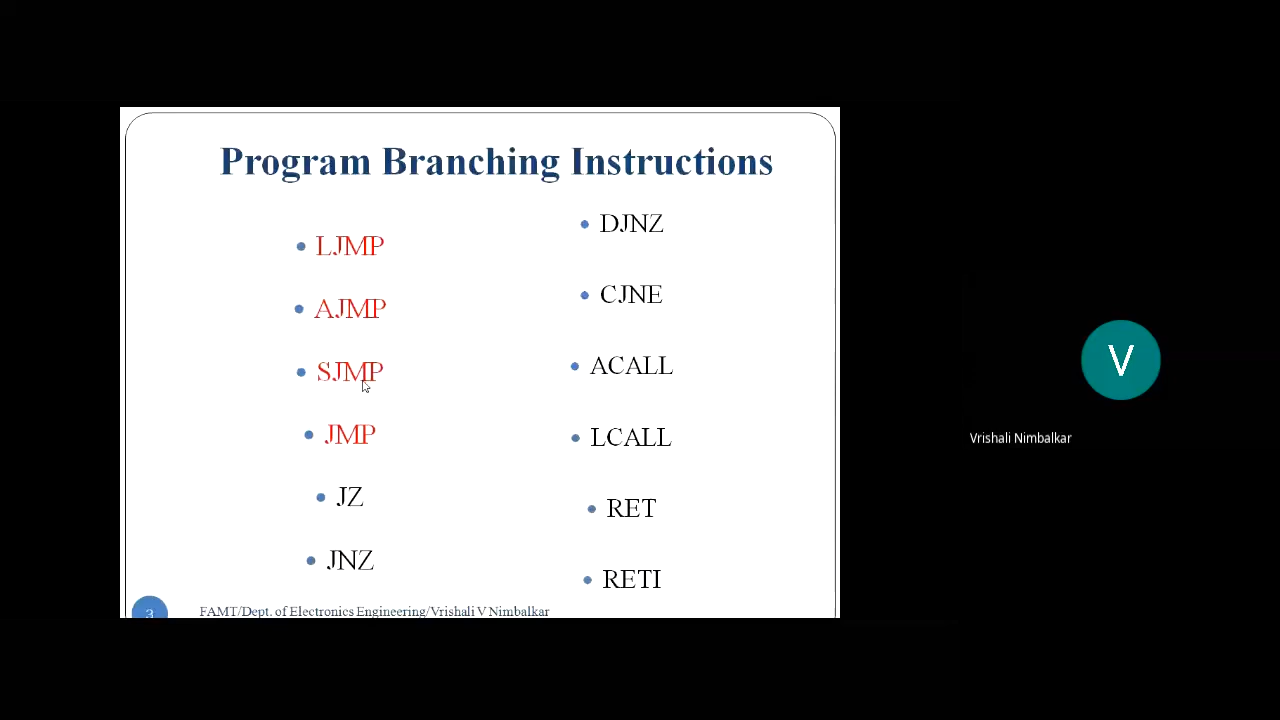 Program Branching Instructions
• LJMP
• AJMP
• SJMP
• JMP
• JZ
• JNZ
• DJNZ
• CJNE
• ACALL
• LCALL
• RET
• RETI
3
FAMT/Dept. of Electronics Engineering/Vrishali V Nimbalkar
V
Vrishali Nimbalkar